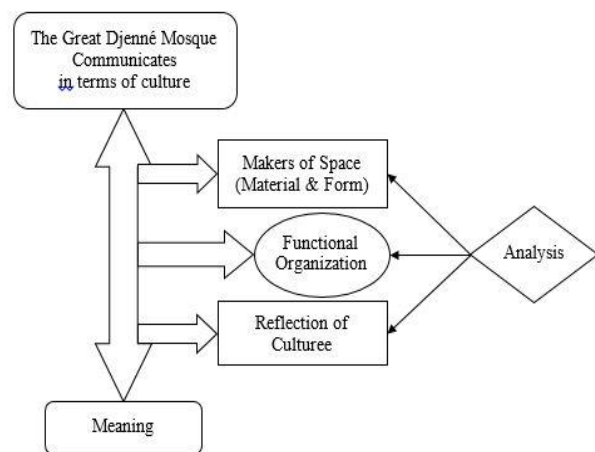 The Great Djenné Mosque
Communicates
in terms of culture
Makers of Space
(Material & Form)
Functional
Organization
Analysis
Reflection of
Culturee
Meaning